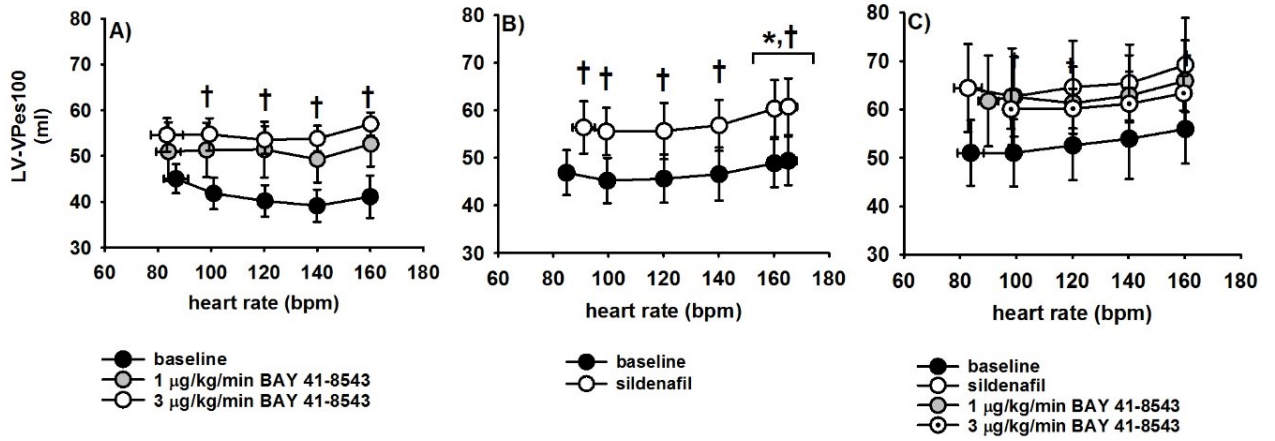 A)
LV-VPes100
(ml)
80
70
60
50
40
30
† † † †
60 80 100 120 140 160 180
heart rate (bpm)
baseline
1 µg/kg/min BAY 41-8543
3 µg/kg/min BAY 41-8543
B)
80
70
60
50
40
30
† † † † *,†
60 80 100 120 140 160 180
heart rate (bpm)
baseline
sildenafil
C)
80
70
60
50
40
30
†
60 80 100 120 140 160 180
heart rate (bpm)
baseline
sildenafil
1 µg/kg/min BAY 41-8543
3 µg/kg/min BAY 41-8543